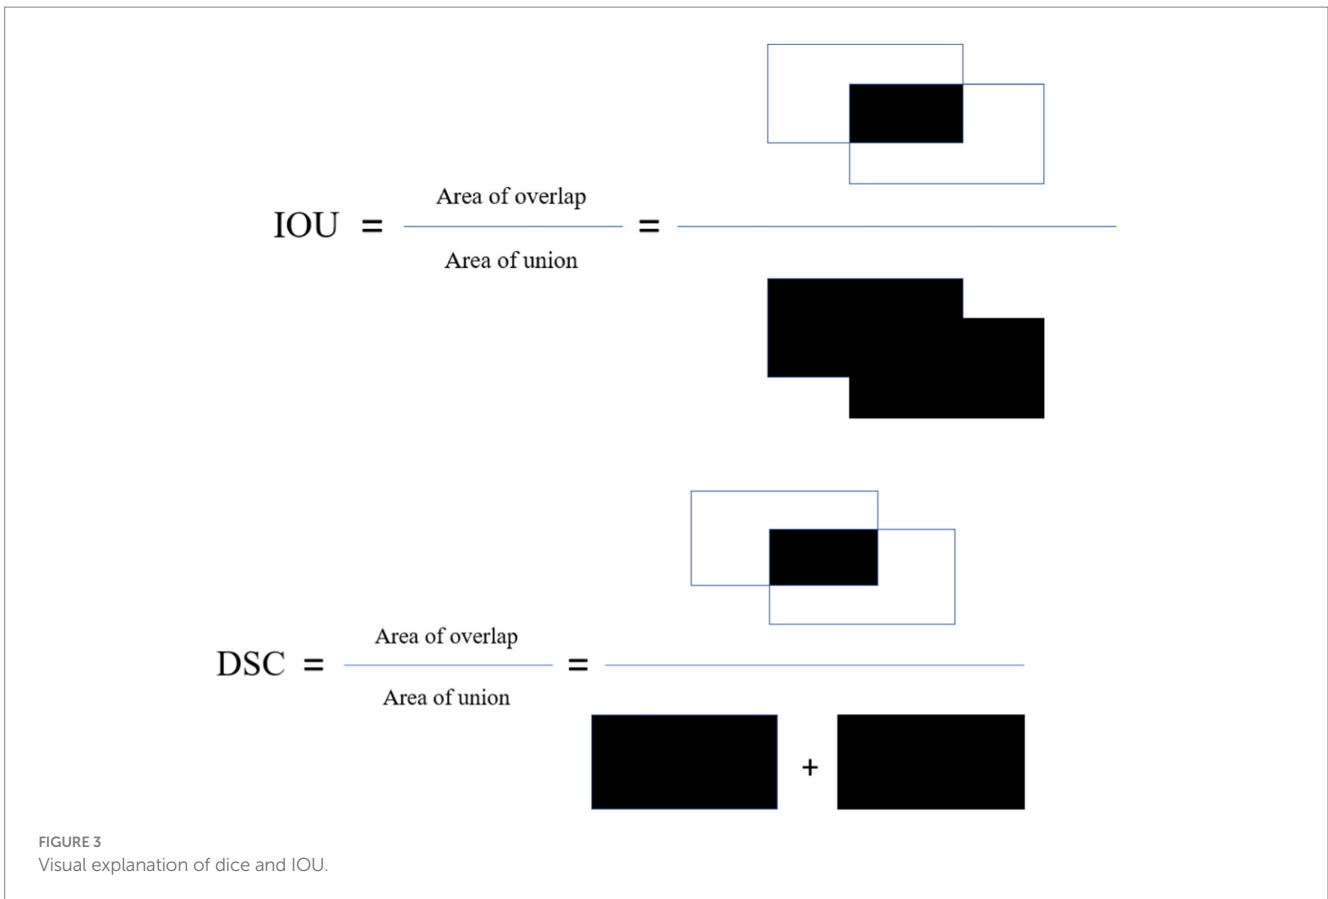 IOU = Area of overlap =
Area of union
DSC = Area of overlap =
Area of union
+
FIGURE 3
Visual explanation of dice and IOU.